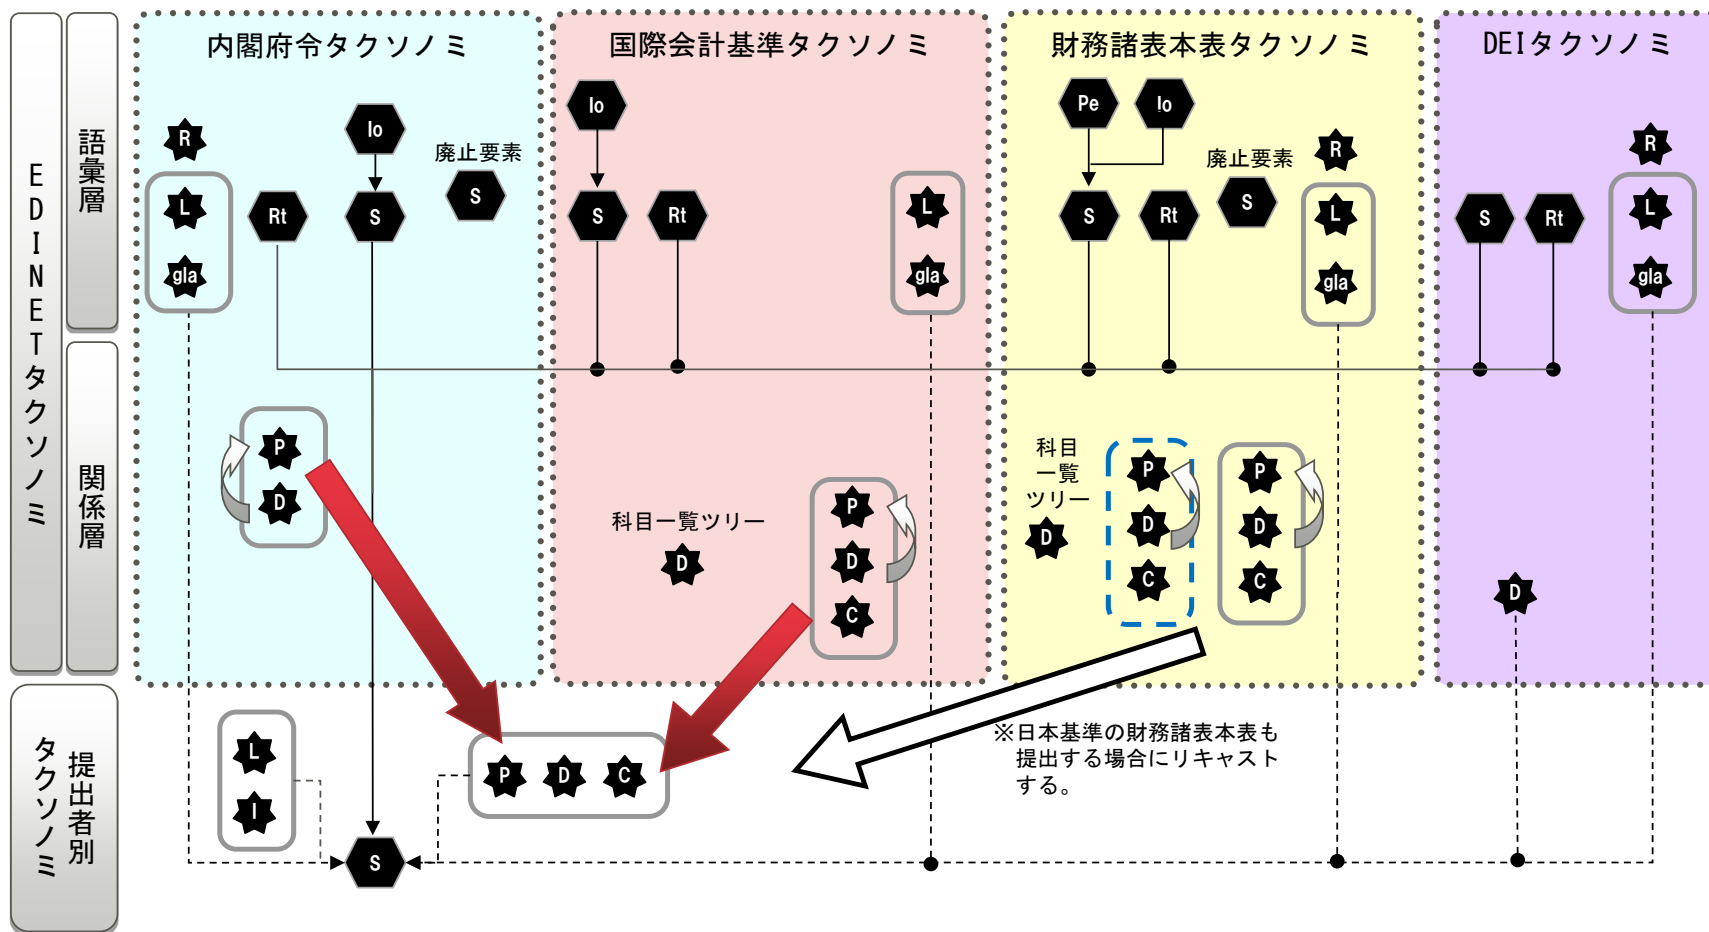 EDINETタクソノミ
語彙層
関係層
提出者別
タクソノミ
内閣府令タクソノミ
R
L
gla
Rt
Io
S
廃止要素
S
P
D
国際会計基準タクソノミ
Io
S
Rt
L
gla
科目一覧ツリー
D
P
D
C
財務諸表本表タクソノミ
Pe
Io
S
Rt
廃止要素
S
R
L
gla
科目
一覧
ツリー
D
P
D
C
P
D
C
DEIタクソノミ
S
Rt
R
L
gla
D
L
I
P
D
C
S
※日本基準の財務諸表本表も
提出する場合にリキャスト
する。